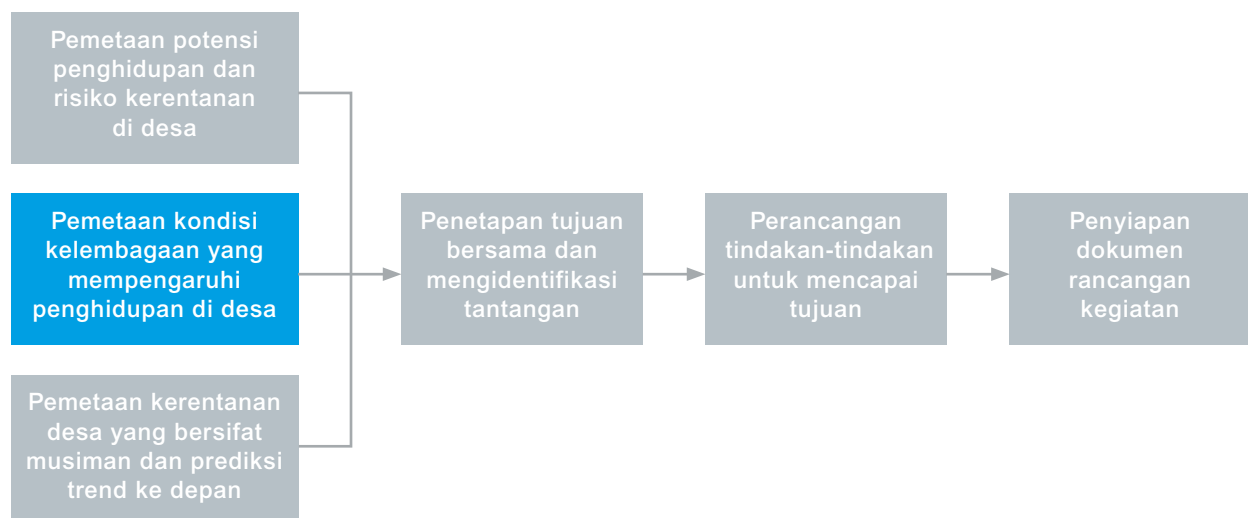 Pemetaan potensi
penghidupan dan
risiko kerentanan
di desa
Pemetaan kondisi
kelembagaan yang
mempengaruhi
penghidupan di desa
Pemetaan kerentanan
desa yang bersifat
musiman dan prediksi
trend ke depan
Penetapan tujuan
bersama dan
mengidentifikasi
tantangan
Perancangan
tindakan-tindakan
untuk mencapai
tujuan
Penyiapan
dokumen
rancangan
kegiatan